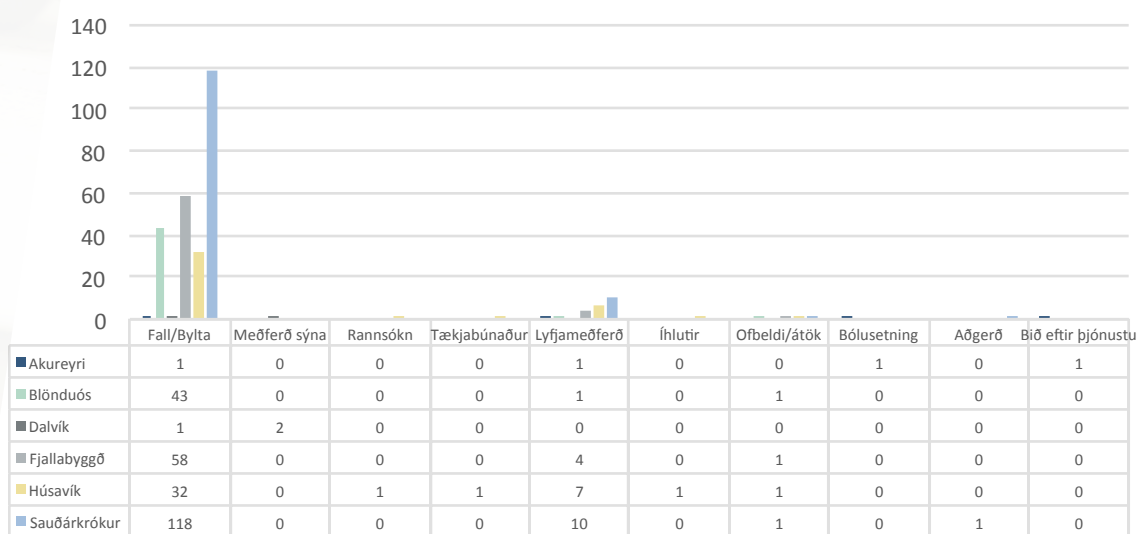 140
120
100
80
60
40
20
0
Fall/Bylta Meðferð sýna Rannsókn Tækjabúnaður Lyfjameðferð Íhlutir Ofbeldi/átök Bólusetning Aðgerð Bið eftir þjónustu
Akureyri 1 0 0 0 1 0 0 1 0 1
Blönduós 43 0 0 0 1 0 1 0 0 0
Dalvík 1 2 0 0 0 0 0 0 0 0
Fjallabyggð 58 0 0 0 4 0 1 0 0 0
Húsavík 32 0 1 1 7 1 1 0 0 0
Sauðárkrókur 118 0 0 0 10 0 1 0 1 0